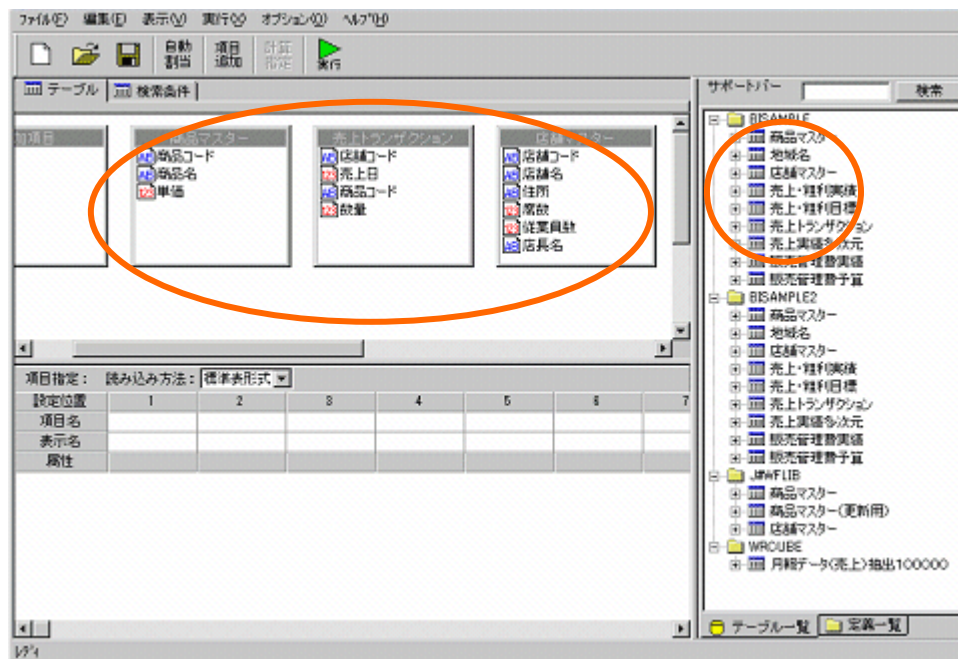 ファイル(F) 編集(E) 表示(V) 実行(X) オプション(O) ヘルプ(H)
自動割当
項目追加
計算指定
実行
テーブル 検索条件
加項目
商品マスター
商品コード
商品名
単価
売上トランザクション
店舗コード
売上日
商品コード
数量
店舗マスター
店舗コード
店舗名
住所
席数
従業員数
店長名
項目指定： 読み込み方法： 標準表形式
設定位置 1 2 3 4 5 6 7
項目名
表示名
属性
サポートバー 検索
BISAMPLE
商品マスター
地域名
店舗マスター
売上・粗利実績
売上・粗利目標
売上トランザクション
売上実績多次元
販売管理費実績
販売管理費予算
BISAMPLE2
商品マスター
地域名
店舗マスター
売上・粗利実績
売上・粗利目標
売上トランザクション
売上実績多次元
販売管理費実績
販売管理費予算
J#WFLIB
商品マスター
商品マスター(更新用)
店舗マスター
WRCUBE
月報データ(売上)抽出100000
テーブル一覧 定義一覧
レディ